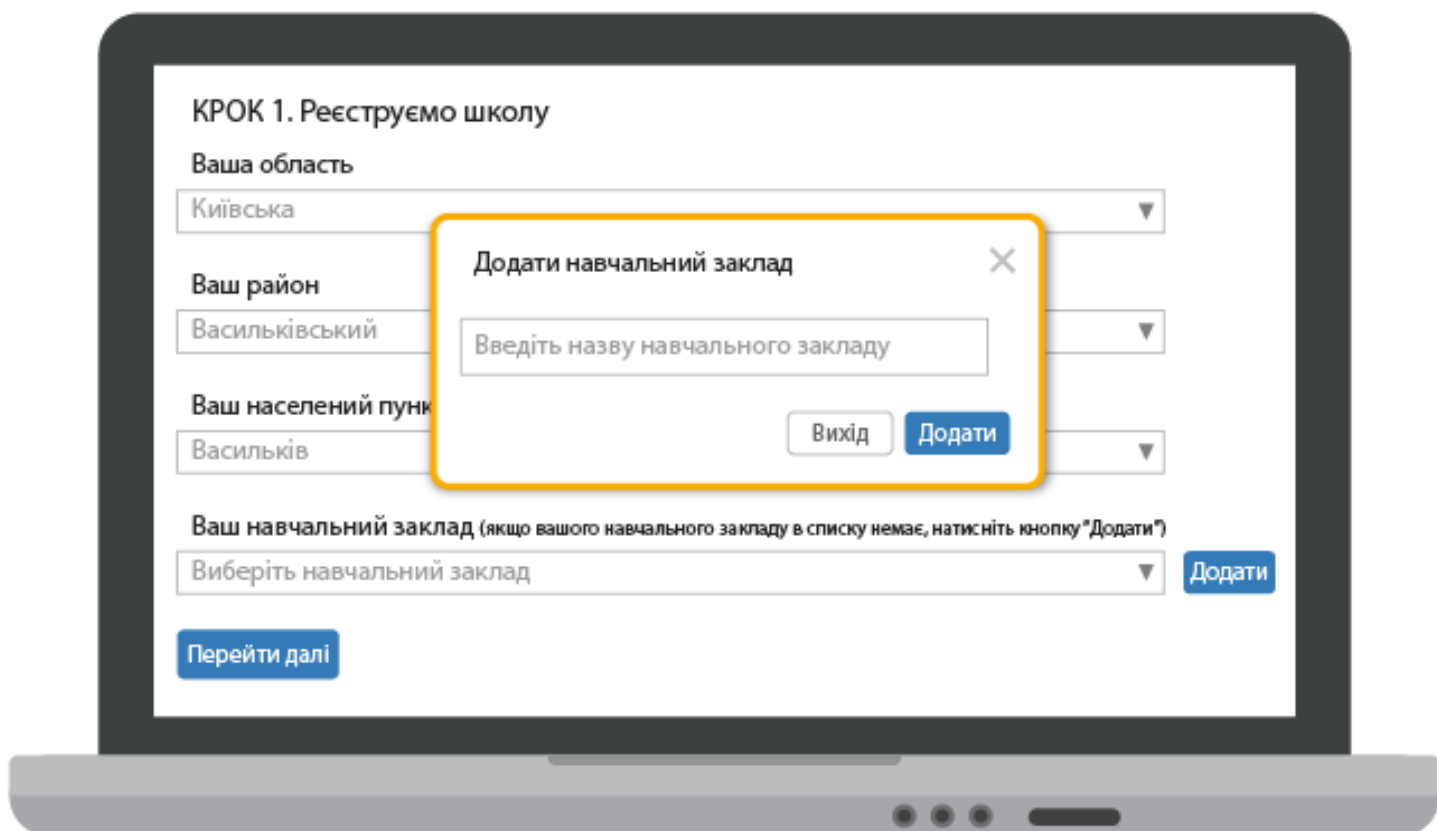 КРОК 1. Реєструємо школу
Ваша область
Київська
Додати навчальний заклад
Ваш район
Васильківський
Введіть назву навчального закладу
Ваш населений пунк
Вихід
Додати
Васильків
Ваш навчальний заклад (якщо вашого навчального закладу в списку немає, натисніть кнопку "Додати")
Виберіть навчальний заклад
Додати
Перейти далі